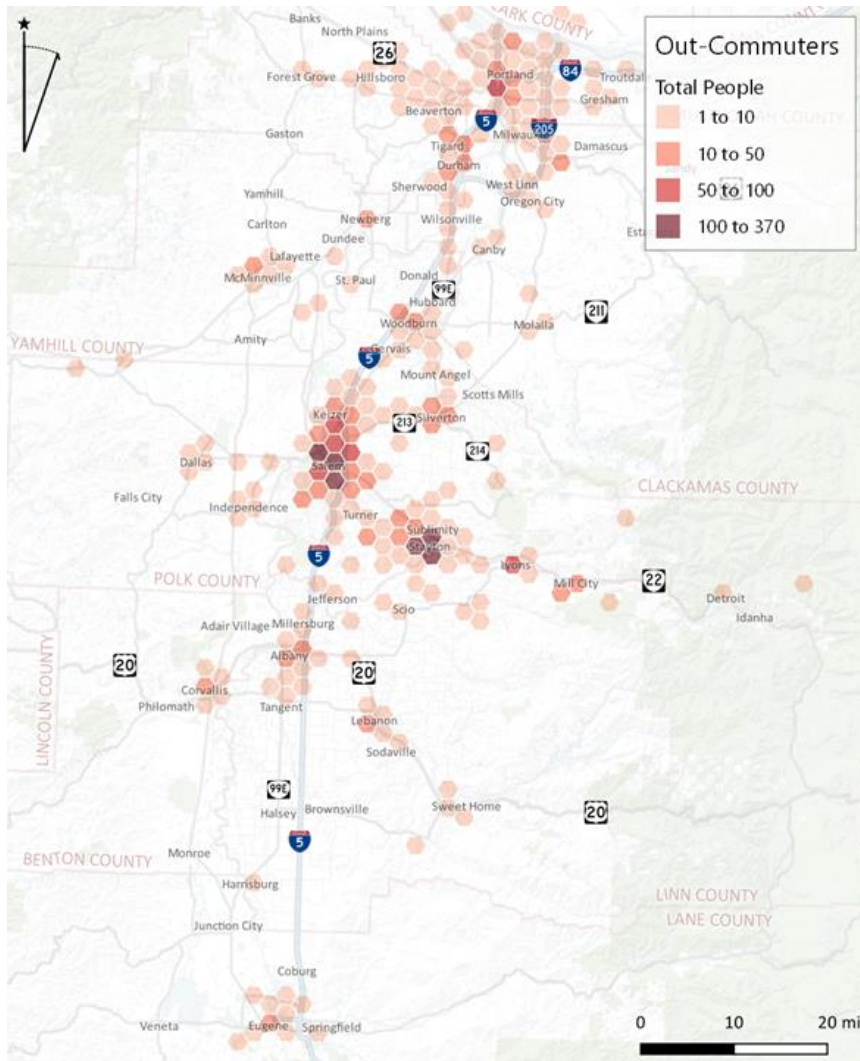 Banks
CLARK COUNTY
North Plains
26
Forest Grove
Hillsboro
Portland
84
Troutdale
Beaverton
Gresham
5
205
Gaston
Tigard
Damascus
Durham
Sherwood
West Linn
Yamhill
Oregon City
Newberg
Wilsonville
Carlton
Dundee
Canby
Lafayette
McMinnville
St. Paul
Donald
99E
Hubbard
211
Woodburn
Molalla
Amity
YAMHILL COUNTY
Gervais
5
Mount Angel
Scotts Mills
Keizer
213
Silverton
214
Dallas
Salem
CLACKAMAS COUNTY
Falls City
Independence
Turner
Sublimity
Stayton
5
Lyons
POLK COUNTY
Mill City
22
Jefferson
Detroit
Scio
Idanha
Adair Village
Millersburg
LINCOLN COUNTY
20
Albany
20
Corvallis
Philomath
Tangent
Lebanon
Sodaville
99E
Halsey
Brownsville
Sweet Home
20
5
BENTON COUNTY
Monroe
Harrisburg
LINN COUNTY
LANE COUNTY
Junction City
Coburg
Veneta
Eugene
Springfield
Out-Commuters
Total People
1 to 10
10 to 50
50 to 100
100 to 370
0 10 20 mi